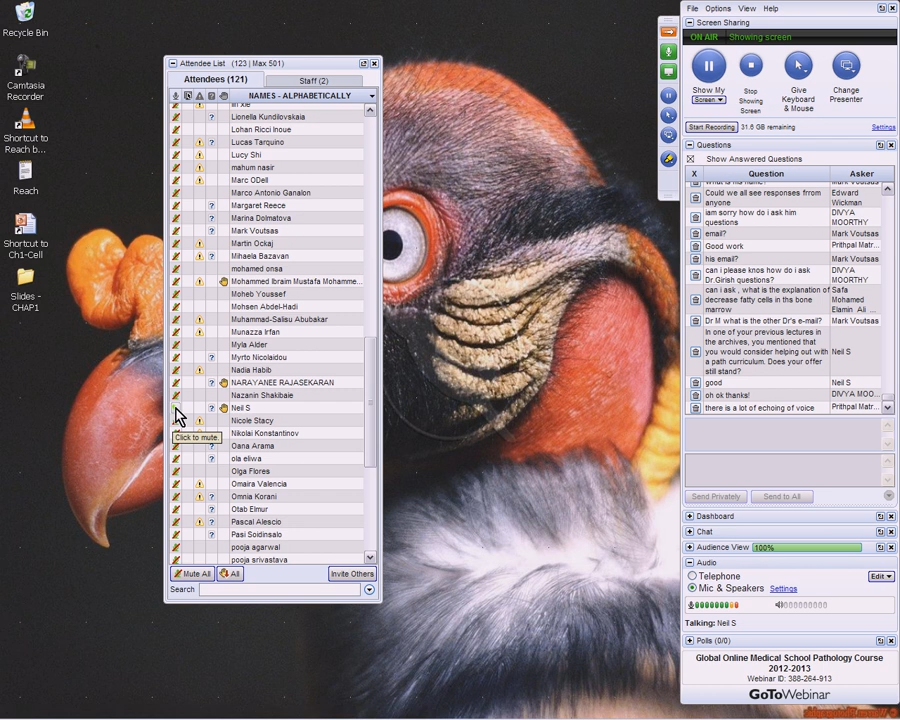 Recycle Bin
Camtasia
Recorder
Shortcut to
Reach b...
Reach
Shortcut to
Ch1-Cell
Slides -
CHAP1
Attendee List (123 | Max 501)
Attendees (121)
Staff (2)
NAMES - ALPHABETICALLY
lin xie
Lionella Kundilovskaia
Lohan Ricci Inoue
Lucas Tarquino
Lucy Shi
mahum nasir
Marc ODell
Marco Antonio Ganalon
Margaret Reece
Marina Dolmatova
Mark Voutsas
Martin Ockaj
Mihaela Bazavan
mohamed onsa
Mohammed Ibraim Mustafa Mohamme...
Moheb Youssef
Mohsen Abdel-Hadi
Muhammad-Salisu Abubakar
Munazza Irfan
Myla Alder
Myrto Nicolaidou
Nadia Habib
NARAYANEE RAJASEKARAN
Nazanin Shakibaie
Neil S
Nicole Stacy
Nikolai Konstantinov
Click to mute.
Oana Arama
ola eliwa
Olga Flores
Omaira Valencia
Omnia Korani
Otab Elmur
Pascal Alescio
Pasi Soidinsalo
pooja agarwal
pooja srivastava
Mute All
All
Invite Others
Search
File Options View Help
Screen Sharing
ON AIR Showing screen
Show My
Screen
Stop
Showing
Screen
Give
Keyboard
& Mouse
Change
Presenter
Start Recording 31.6 GB remaining Settings
Questions
Show Answered Questions
X Question Asker
What is his name? Mark Voutsas
Could we all see responses frrom
anyone
Edward
Wickman
iam sorry how do i ask him
questions
DIVYA
MOORTHY
email? Mark Voutsas
Good work Prithpal Matr...
his email? Mark Voutsas
can i please knos how do i ask
Dr.Girish questions?
DIVYA
MOORTHY
can i ask , what is the explanation of
decrease fatty cells in ths bone
marrow
Safa
Mohamed
Elamin Ali ...
Dr M what is the other Dr's e-mail? Mark Voutsas
In one of your previous lectures in
the archives, you mentioned that
you would consider helping out with
a path curriculum. Does your offer
still stand?
Neil S
good Neil S
oh ok thanks! DIVYA MOO...
there is a lot of echoing of voice Prithpal Matr...
Send Privately
Send to All
Dashboard
Chat
Audience View 100%
Audio
Telephone
Edit
Mic & Speakers Settings
Talking: Neil S
Polls (0/0)
Global Online Medical School Pathology Course
2012-2013
Webinar ID: 388-264-913
GoToWebinar